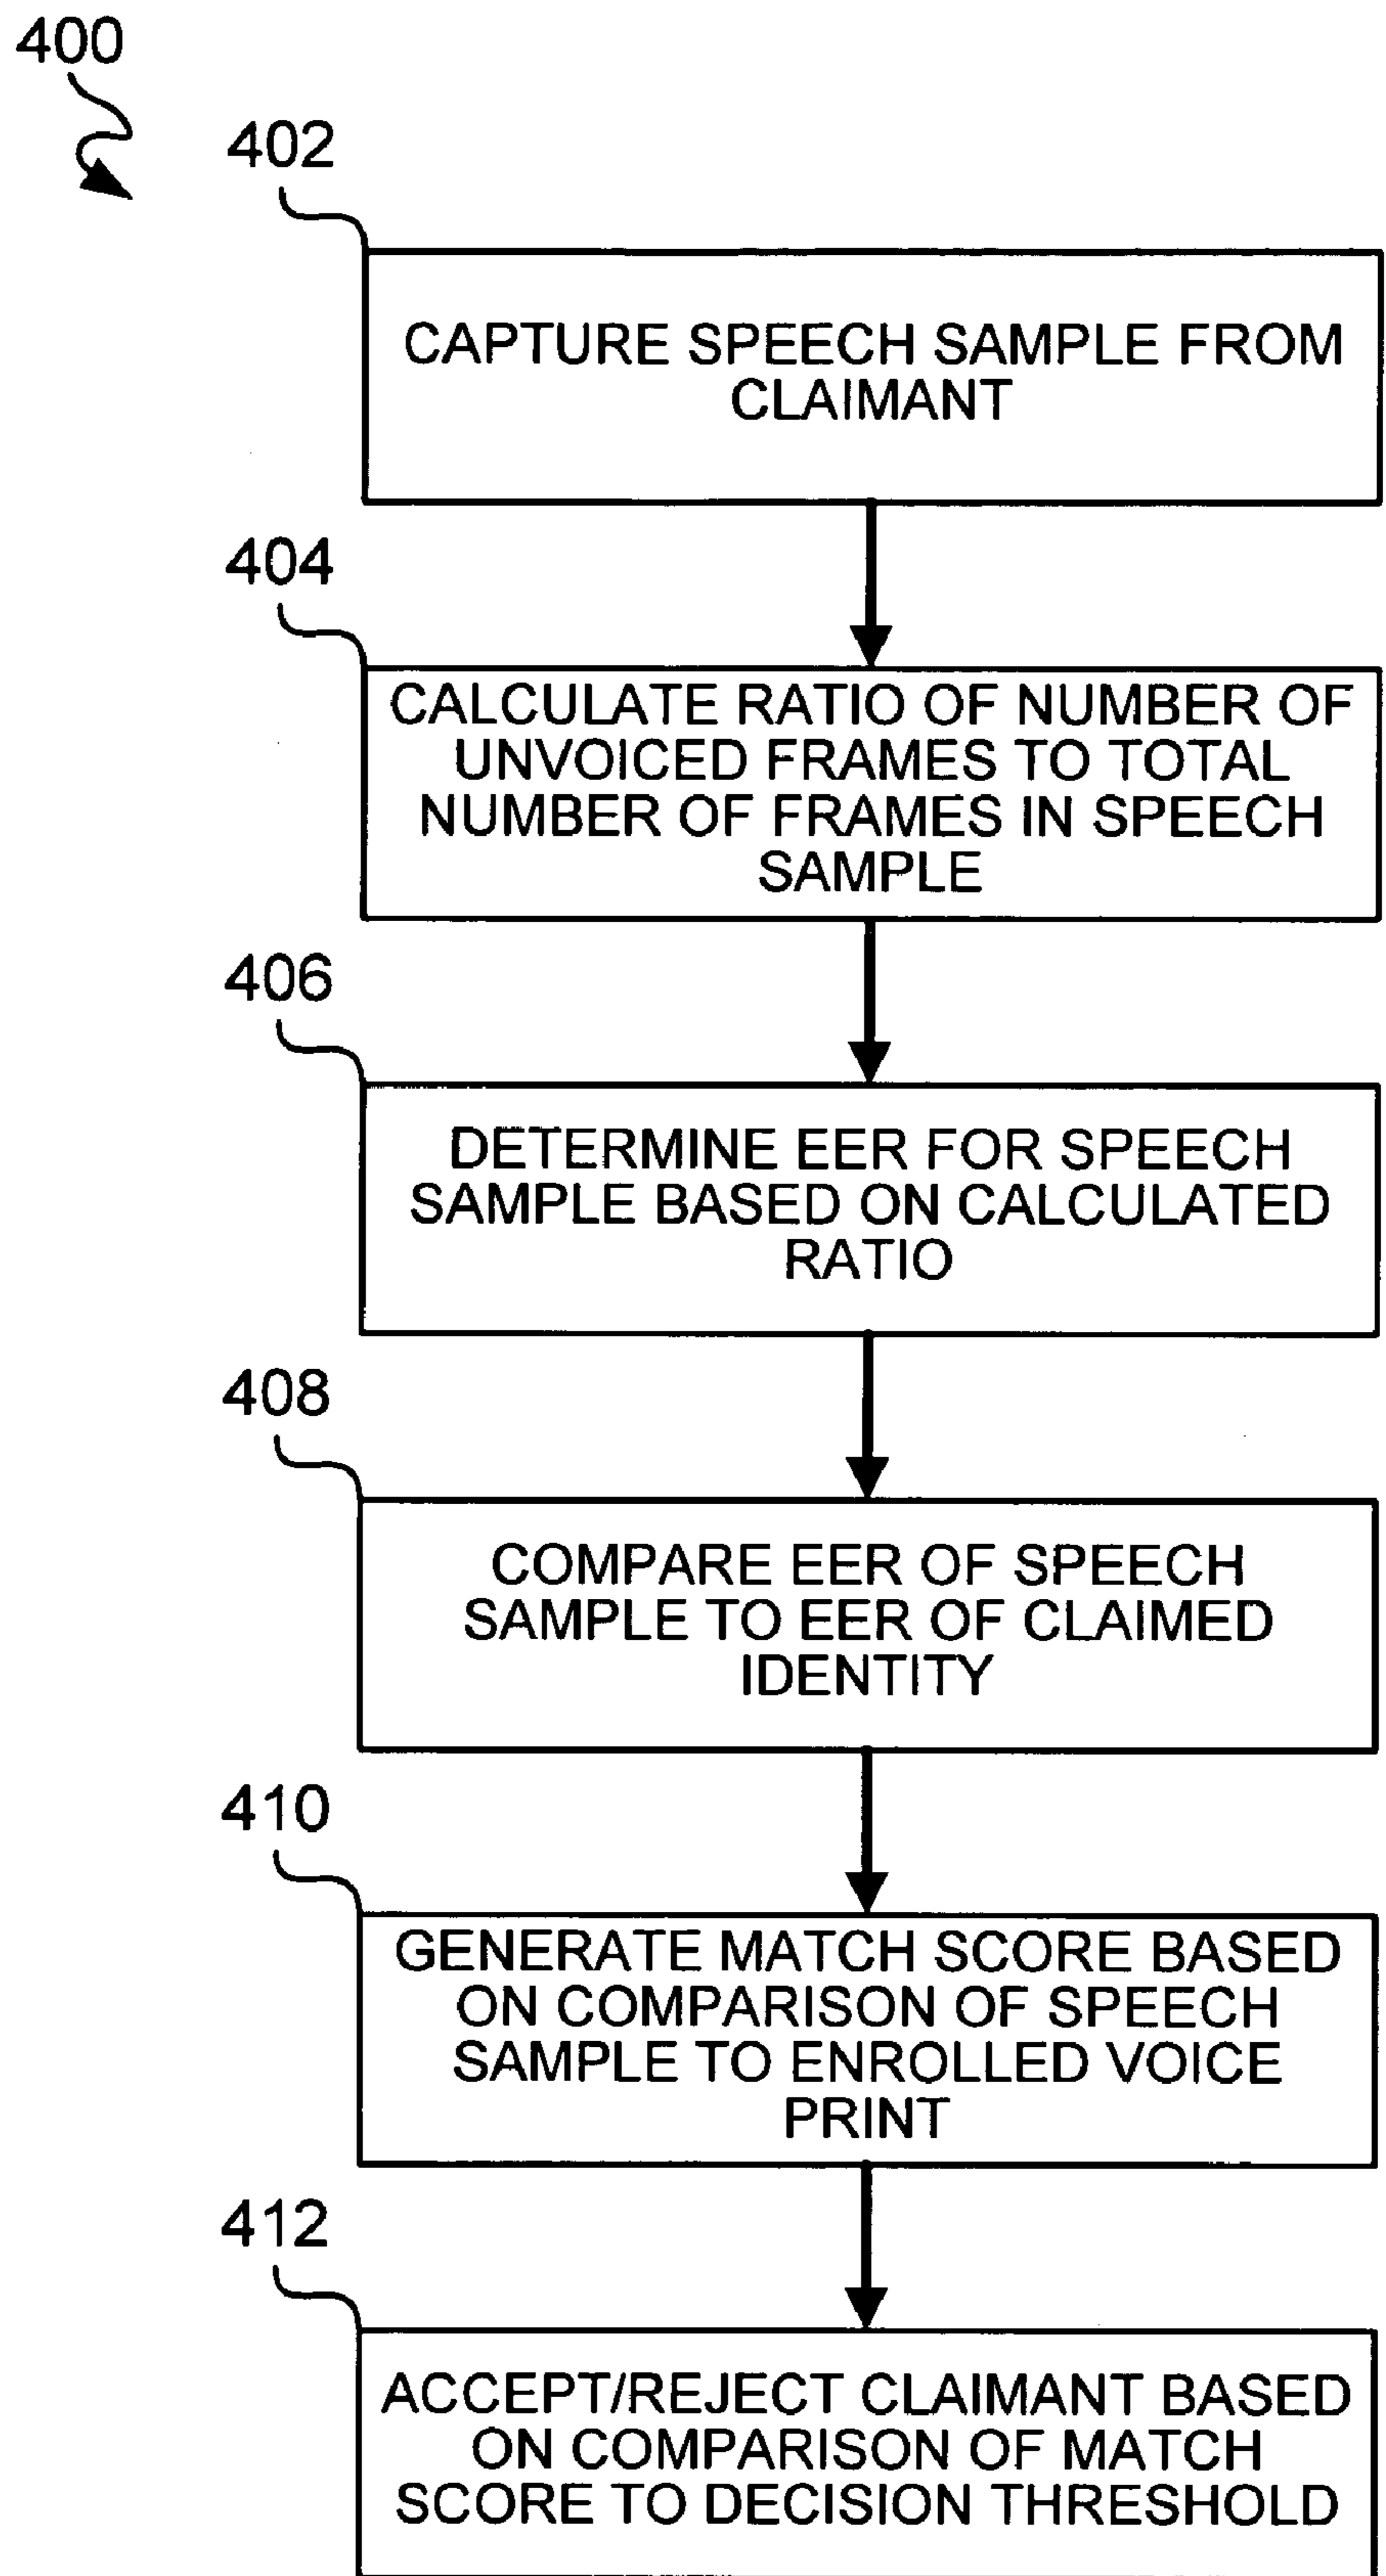 400
402
CAPTURE SPEECH SAMPLE FROM
CLAIMANT
404
CALCULATE RATIO OF NUMBER OF
UNVOICED FRAMES TO TOTAL
NUMBER OF FRAMES IN SPEECH
SAMPLE
406
DETERMINE EER FOR SPEECH
SAMPLE BASED ON CALCULATED
RATIO
408
COMPARE EER OF SPEECH
SAMPLE TO EER OF CLAIMED
IDENTITY
410
GENERATE MATCH SCORE BASED
ON COMPARISON OF SPEECH
SAMPLE TO ENROLLED VOICE
PRINT
412
ACCEPT/REJECT CLAIMANT BASED
ON COMPARISON OF MATCH
SCORE TO DECISION THRESHOLD